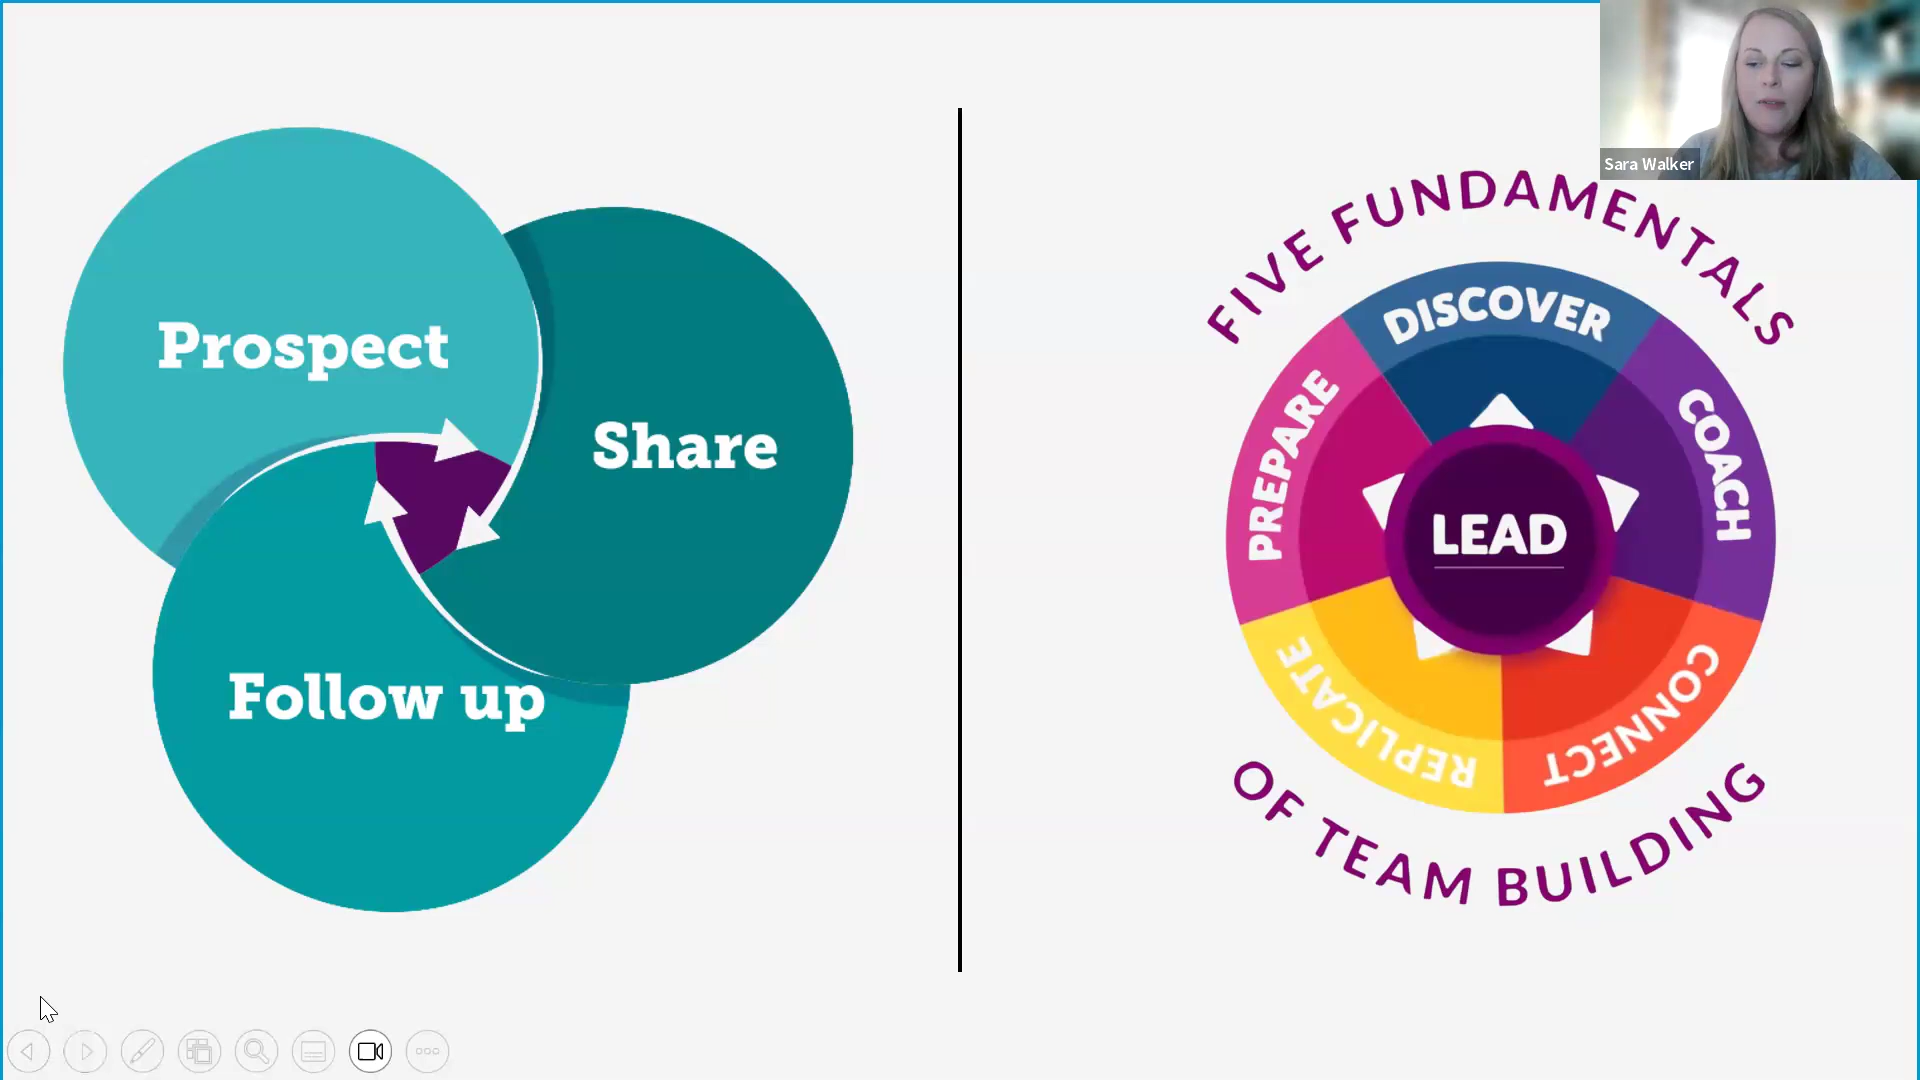 Prospect
Share
Follow up
Sara Walker
FIVE FUNDAMENTALS
DISCOVER
COACH
CONNECT
REPLICATE
PREPARE
LEAD
OF TEAM BUILDING